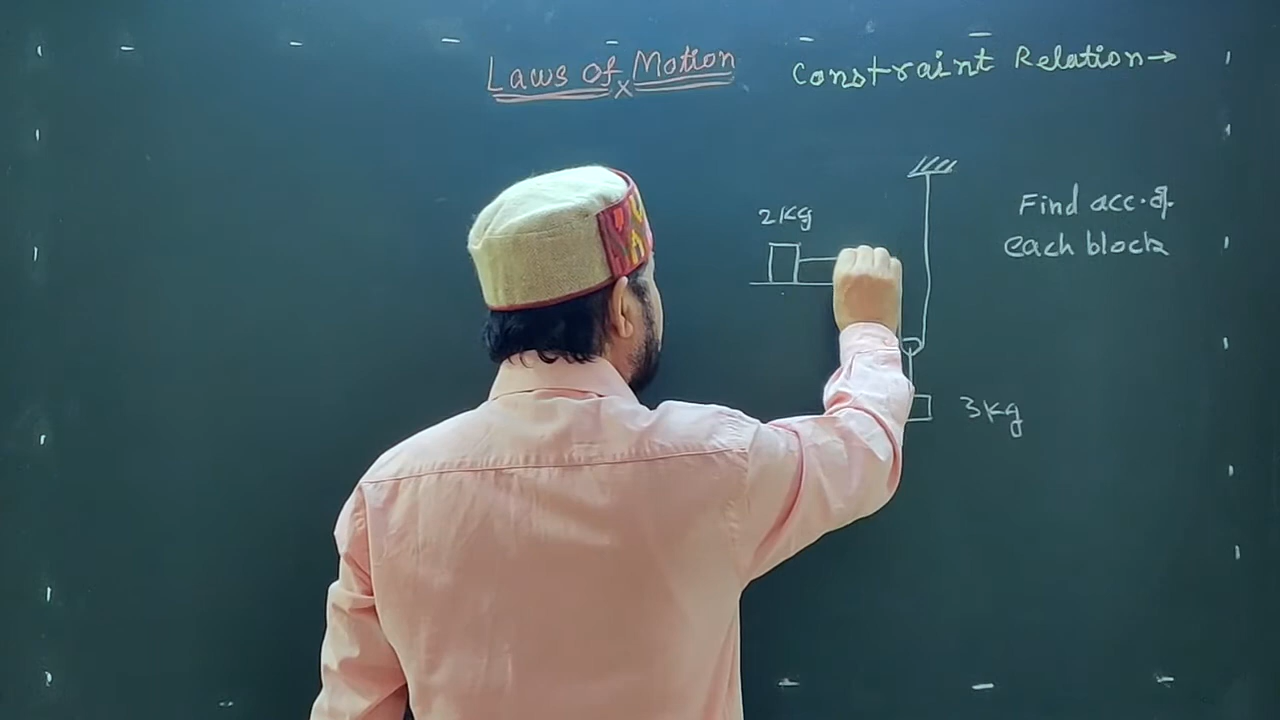 Laws of Motion
Constraint Relation→
2Kg
Find acc. of
each block
3Kg